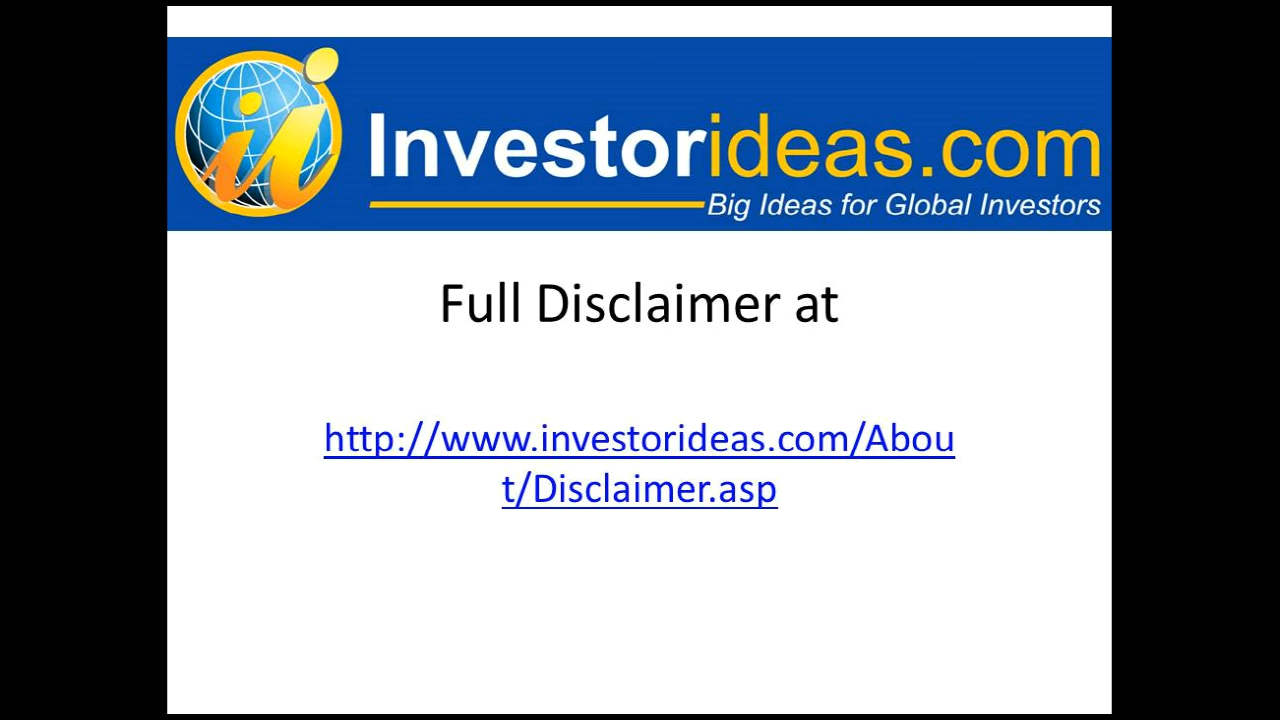 Investorideas.com
Big Ideas for Global Investors
Full Disclaimer at
http://www.investorideas.com/Abou
t/Disclaimer.asp